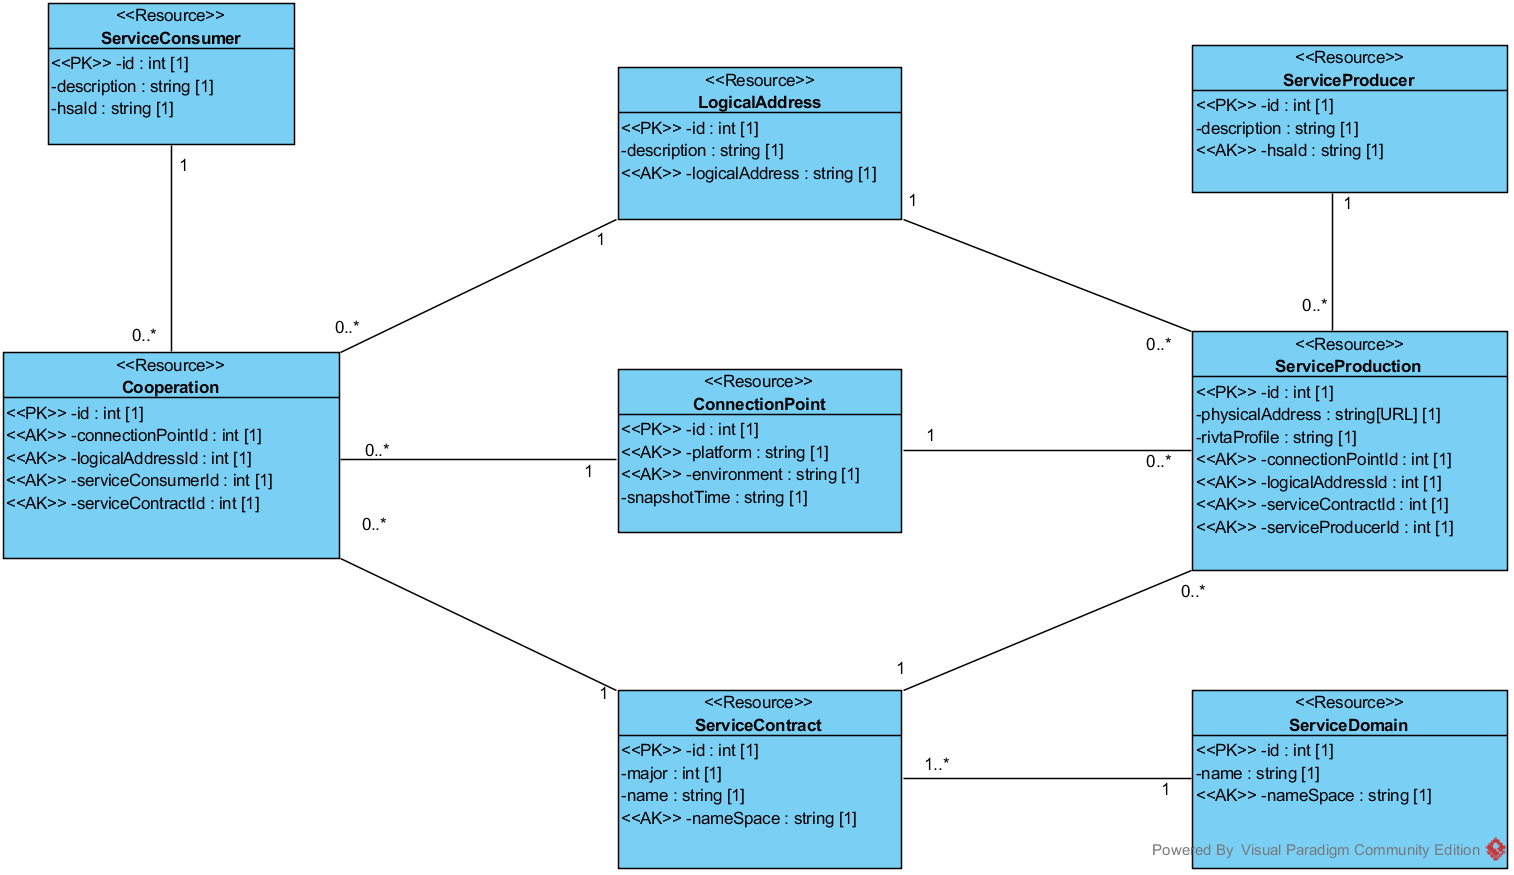 <<Resource>>
ServiceConsumer
<<PK>> -id : int [1]
-description : string [1]
-hsaId : string [1]
1
0..*
<<Resource>>
LogicalAddress
<<PK>> -id : int [1]
-description : string [1]
<<AK>> -logicalAddress : string [1]
1
1
0..*
0..*
<<Resource>>
ServiceProducer
<<PK>> -id : int [1]
-description : string [1]
<<AK>> -hsaId : string [1]
1
0..*
<<Resource>>
Cooperation
<<PK>> -id : int [1]
<<AK>> -connectionPointId : int [1]
<<AK>> -logicalAddressId : int [1]
<<AK>> -serviceConsumerId : int [1]
<<AK>> -serviceContractId : int [1]
0..*
1
0..*
1
<<Resource>>
ConnectionPoint
<<PK>> -id : int [1]
<<AK>> -platform : string [1]
<<AK>> -environment : string [1]
-snapshotTime : string [1]
1
0..*
<<Resource>>
ServiceProduction
<<PK>> -id : int [1]
-physicalAddress : string[URL] [1]
-rivtaProfile : string [1]
<<AK>> -connectionPointId : int [1]
<<AK>> -logicalAddressId : int [1]
<<AK>> -serviceContractId : int [1]
<<AK>> -serviceProducerId : int [1]
0..*
1
<<Resource>>
ServiceContract
<<PK>> -id : int [1]
-major : int [1]
-name : string [1]
<<AK>> -nameSpace : string [1]
1..*
1
<<Resource>>
ServiceDomain
<<PK>> -id : int [1]
-name : string [1]
<<AK>> -nameSpace : string [1]
Powered By Visual Paradigm Community Edition